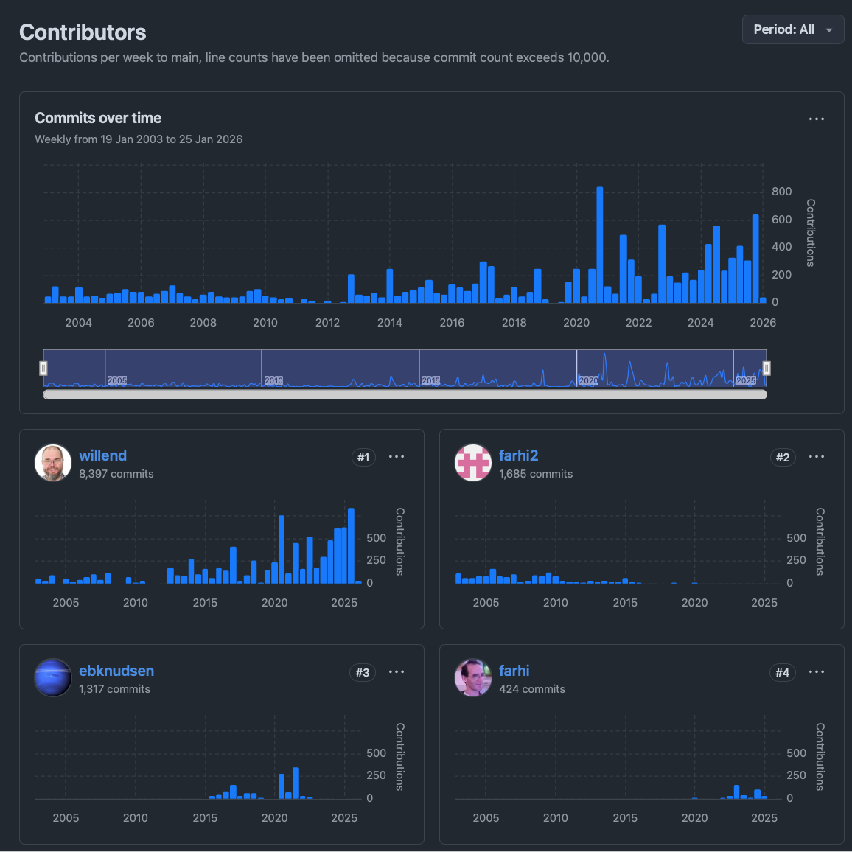 Contributors
Period: All
Contributions per week to main, line counts have been omitted because commit count exceeds 10,000.
Commits over time
Weekly from 19 Jan 2003 to 25 Jan 2026
800
600
400
200
0
Contributions
2004 2006 2008 2010 2012 2014 2016 2018 2020 2022 2024 2026
2005 2010 2015 2020 2025
willend
#1
8,397 commits
500
250
0
Contributions
2005 2010 2015 2020 2025
farhi2
#2
1,685 commits
500
250
0
Contributions
2005 2010 2015 2020 2025
ebknudsen
#3
1,317 commits
500
250
0
Contributions
2005 2010 2015 2020 2025
farhi
#4
424 commits
500
250
0
Contributions
2005 2010 2015 2020 2025